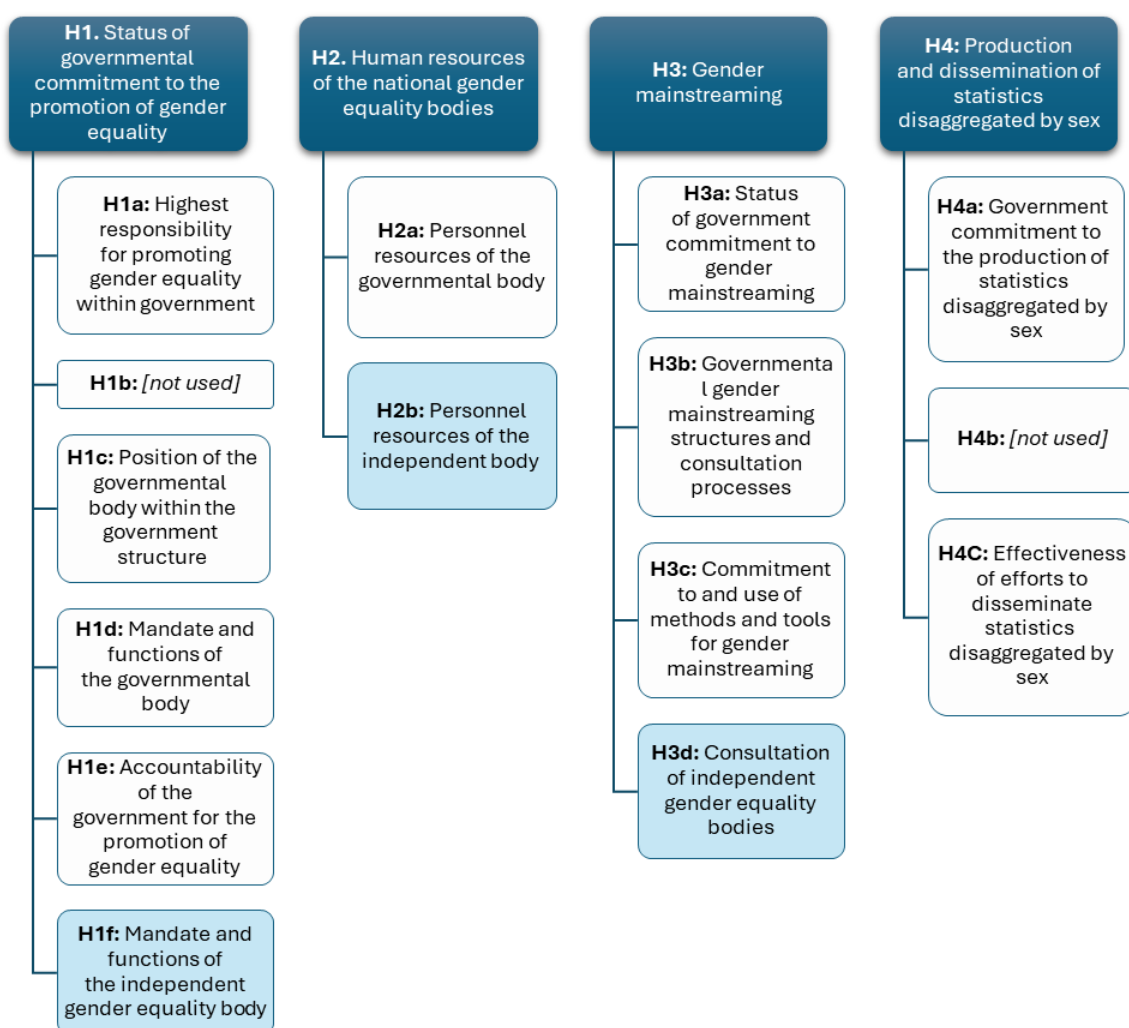 H1. Status of
governmental
commitment to the
promotion of gender
equality
H1a: Highest
responsibility
for promoting
gender equality
within government
H1b: [not used]
H1c: Position of the
governmental
body within the
government
structure
H1d: Mandate and
functions of
the governmental
body
H1e: Accountability
of the
government for the
promotion of
gender equality
H1f: Mandate and
functions of
the independent
gender equality body
H2. Human resources
of the national gender
equality bodies
H2a: Personnel
resources of the
governmental body
H2b: Personnel
resources of the
independent body
H3: Gender
mainstreaming
H3a: Status
of government
commitment to
gender
mainstreaming
H3b: Governmenta
l gender
mainstreaming
structures and
consultation
processes
H3c: Commitment
to and use of
methods and tools
for gender
mainstreaming
H3d: Consultation
of independent
gender equality
bodies
H4: Production
and dissemination of
statistics
disaggregated by sex
H4a: Government
commitment to
the production of
statistics
disaggregated by
sex
H4b: [not used]
H4C: Effectiveness
of efforts to
disseminate
statistics
disaggregated by
sex